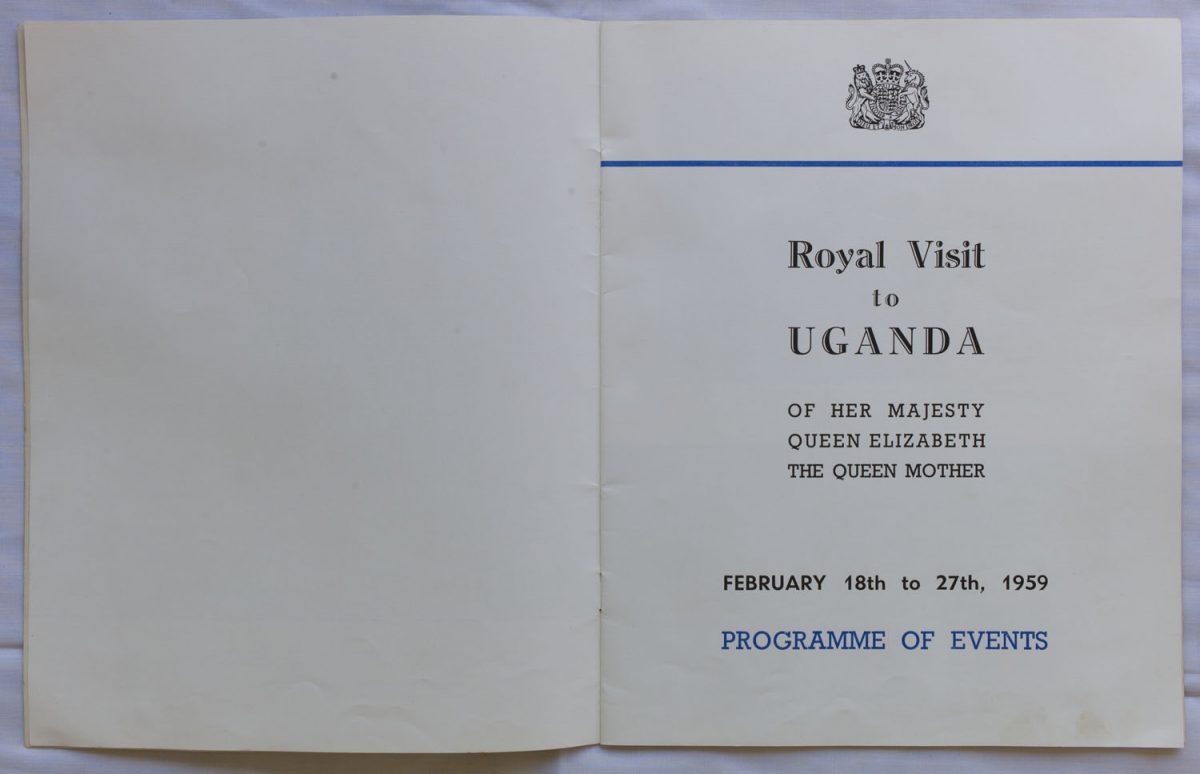 Royal Visit
to
UGANDA
OF HER MAJESTY
QUEEN ELIZABETH
THE QUEEN MOTHER
FEBRUARY 18th to 27th, 1959
PROGRAMME OF EVENTS